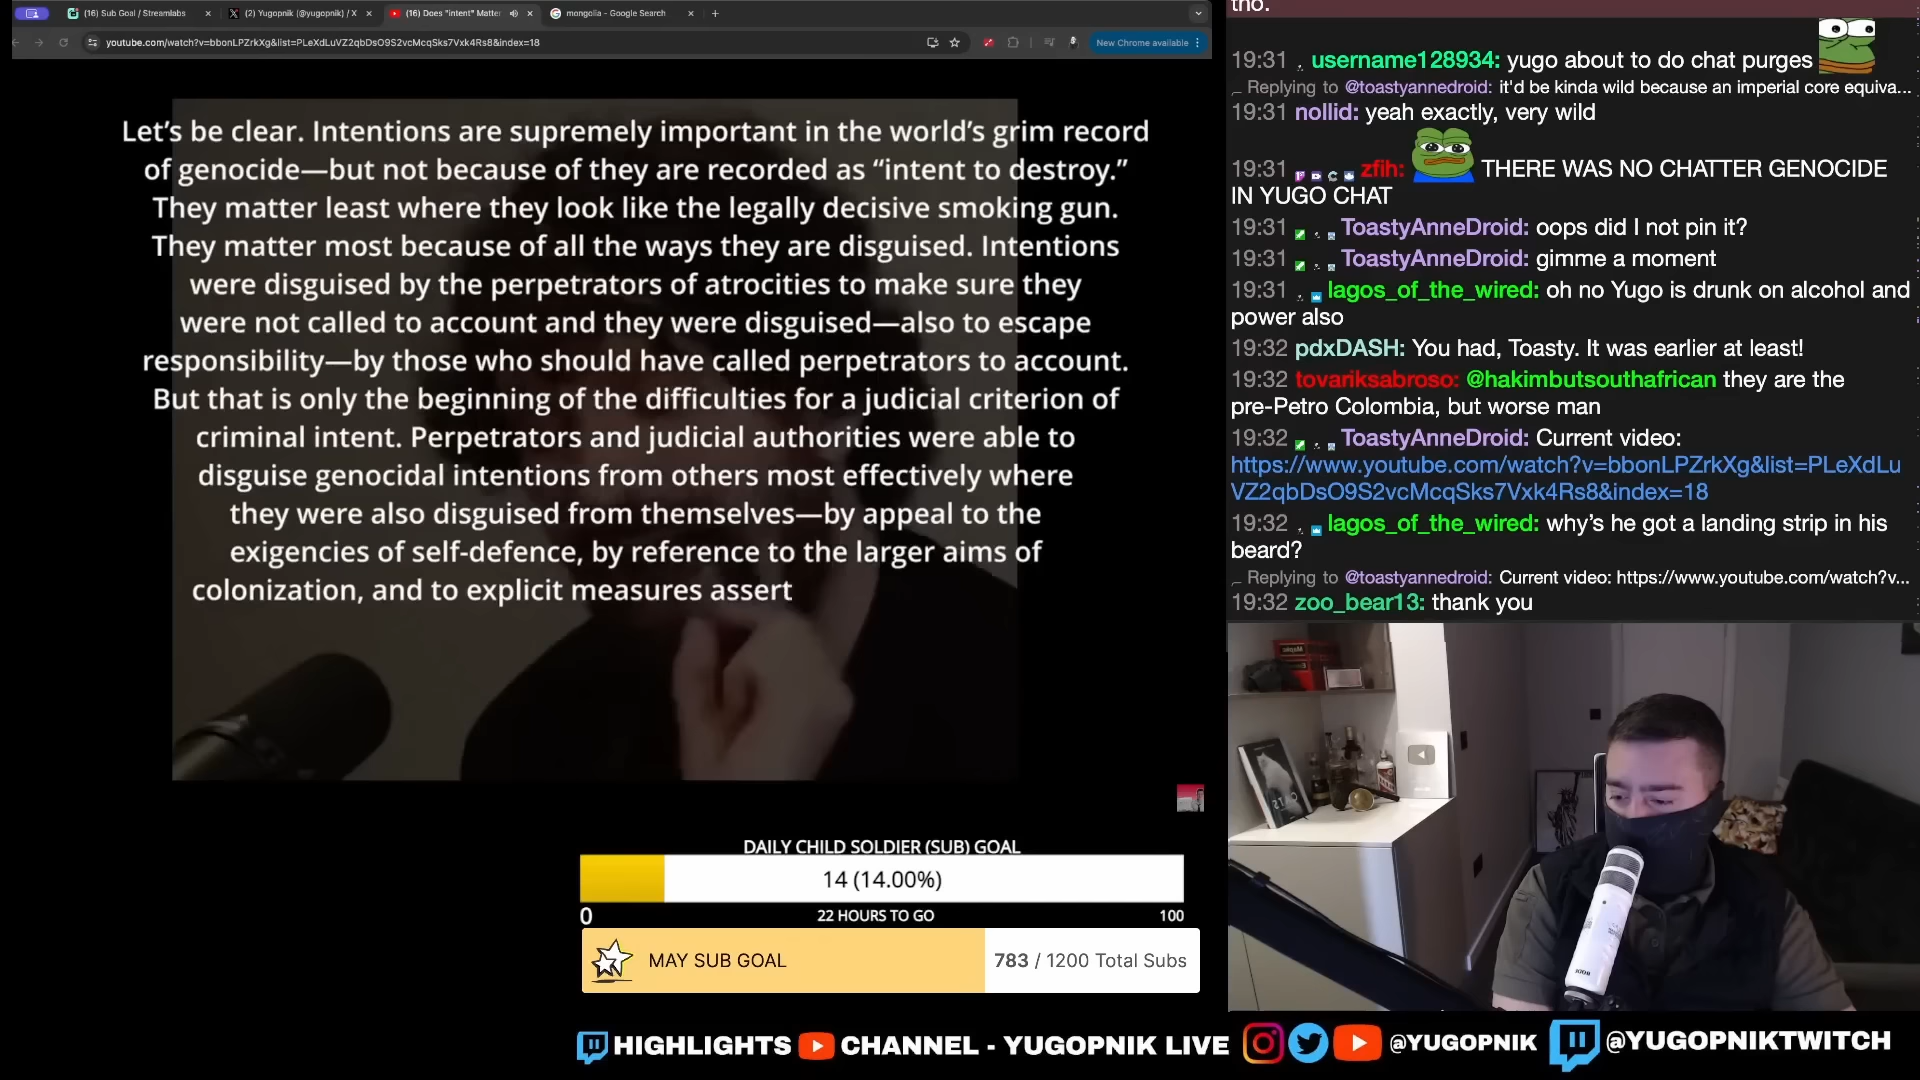 (16) Sub Goal / Streamlabs
(2) Yugopnik (@yugopnik) / X
(16) Does "intent" Matter
mongolia - Google Search
youtube.com/watch?v=bbonLPZrkXg&list=PLeXdLuVZ2qbDsO9S2vcMcqSks7Vxk4Rs8&index=18
New Chrome available
Let's be clear. Intentions are supremely important in the world's grim record
of genocide—but not because of they are recorded as “intent to destroy.”
They matter least where they look like the legally decisive smoking gun.
They matter most because of all the ways they are disguised. Intentions
were disguised by the perpetrators of atrocities to make sure they
were not called to account and they were disguised—also to escape
responsibility—by those who should have called perpetrators to account.
But that is only the beginning of the difficulties for a judicial criterion of
criminal intent. Perpetrators and judicial authorities were able to
disguise genocidal intentions from others most effectively where
they were also disguised from themselves—by appeal to the
exigencies of self-defence, by reference to the larger aims of
colonization, and to explicit measures assert
DAILY CHILD SOLDIER (SUB) GOAL
14 (14.00%)
0 22 HOURS TO GO 100
MAY SUB GOAL 783 / 1200 Total Subs
HIGHLIGHTS CHANNEL - YUGOPNIK LIVE @YUGOPNIK @YUGOPNIKTWITCH
tho.
19:31 username128934: yugo about to do chat purges
Replying to @toastyannedroid: it'd be kinda wild because an imperial core equiva...
19:31 nollid: yeah exactly, very wild
19:31 zfih: THERE WAS NO CHATTER GENOCIDE
IN YUGO CHAT
19:31 ToastyAnneDroid: oops did I not pin it?
19:31 ToastyAnneDroid: gimme a moment
19:31 lagos_of_the_wired: oh no Yugo is drunk on alcohol and
power also
19:32 pdxDASH: You had, Toasty. It was earlier at least!
19:32 tovariksabroso: @hakimbutsouthafrican they are the
pre-Petro Colombia, but worse man
19:32 ToastyAnneDroid: Current video:
https://www.youtube.com/watch?v=bbonLPZrkXg&list=PLeXdLu
VZ2qbDsO9S2vcMcqSks7Vxk4Rs8&index=18
19:32 lagos_of_the_wired: why's he got a landing strip in his
beard?
Replying to @toastyannedroid: Current video: https://www.youtube.com/watch?v...
19:32 zoo_bear13: thank you